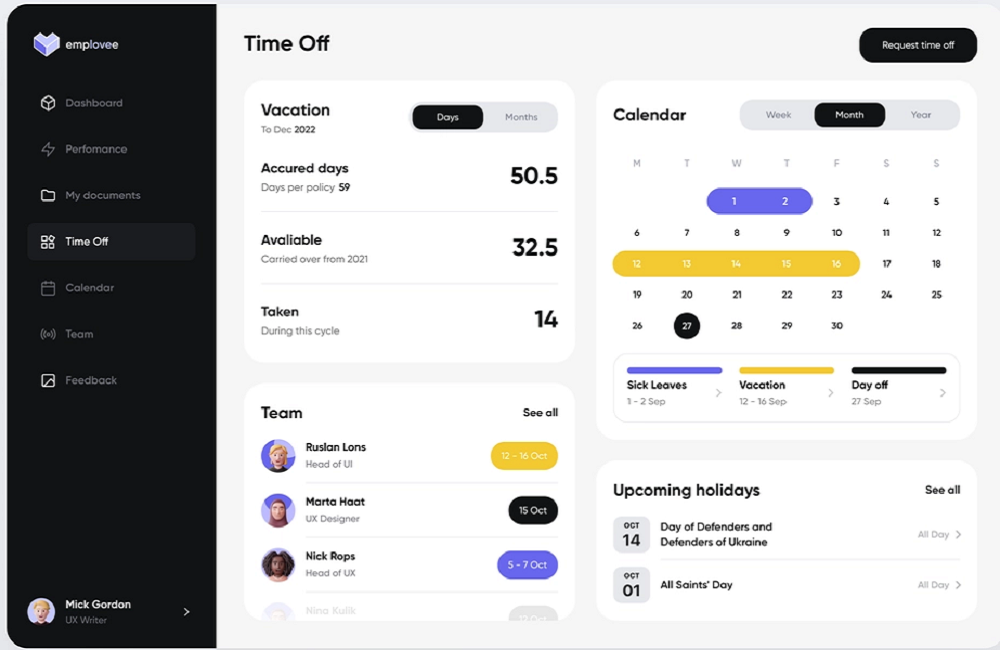 emplovee
Dashboard
Perfomance
My documents
Time Off
Calendar
Team
Feedback
Mick Gordan
UX Writer
Time Off
Request time off
Vacation
To Dec 2022
Days
Months
Accured days
Days per policy 59
50.5
Avaliable
Carried over from 2021
32.5
Taken
During this cycle
14
Team
See all
Ruslan Lons
Head of UI
12 - 16 Oct
Marta Haat
UX Designer
15 Oct
Nick Rops
Head of UX
5 - 7 Oct
Nina Kulik
12 Oct
Calendar
Week
Month
Year
M T W T F S S
1 2 3 4 5
6 7 8 9 10 11 12
12 13 14 15 16 17 18
19 20 21 22 23 24 25
26 27 28 29 30
Sick Leaves
1 - 2 Sep
Vacation
12 - 16 Sep
Day off
27 Sep
Upcoming holidays
See all
OCT
14
Day of Defenders and
Defenders of Ukraine
All Day
OCT
01
All Saints' Day
All Day